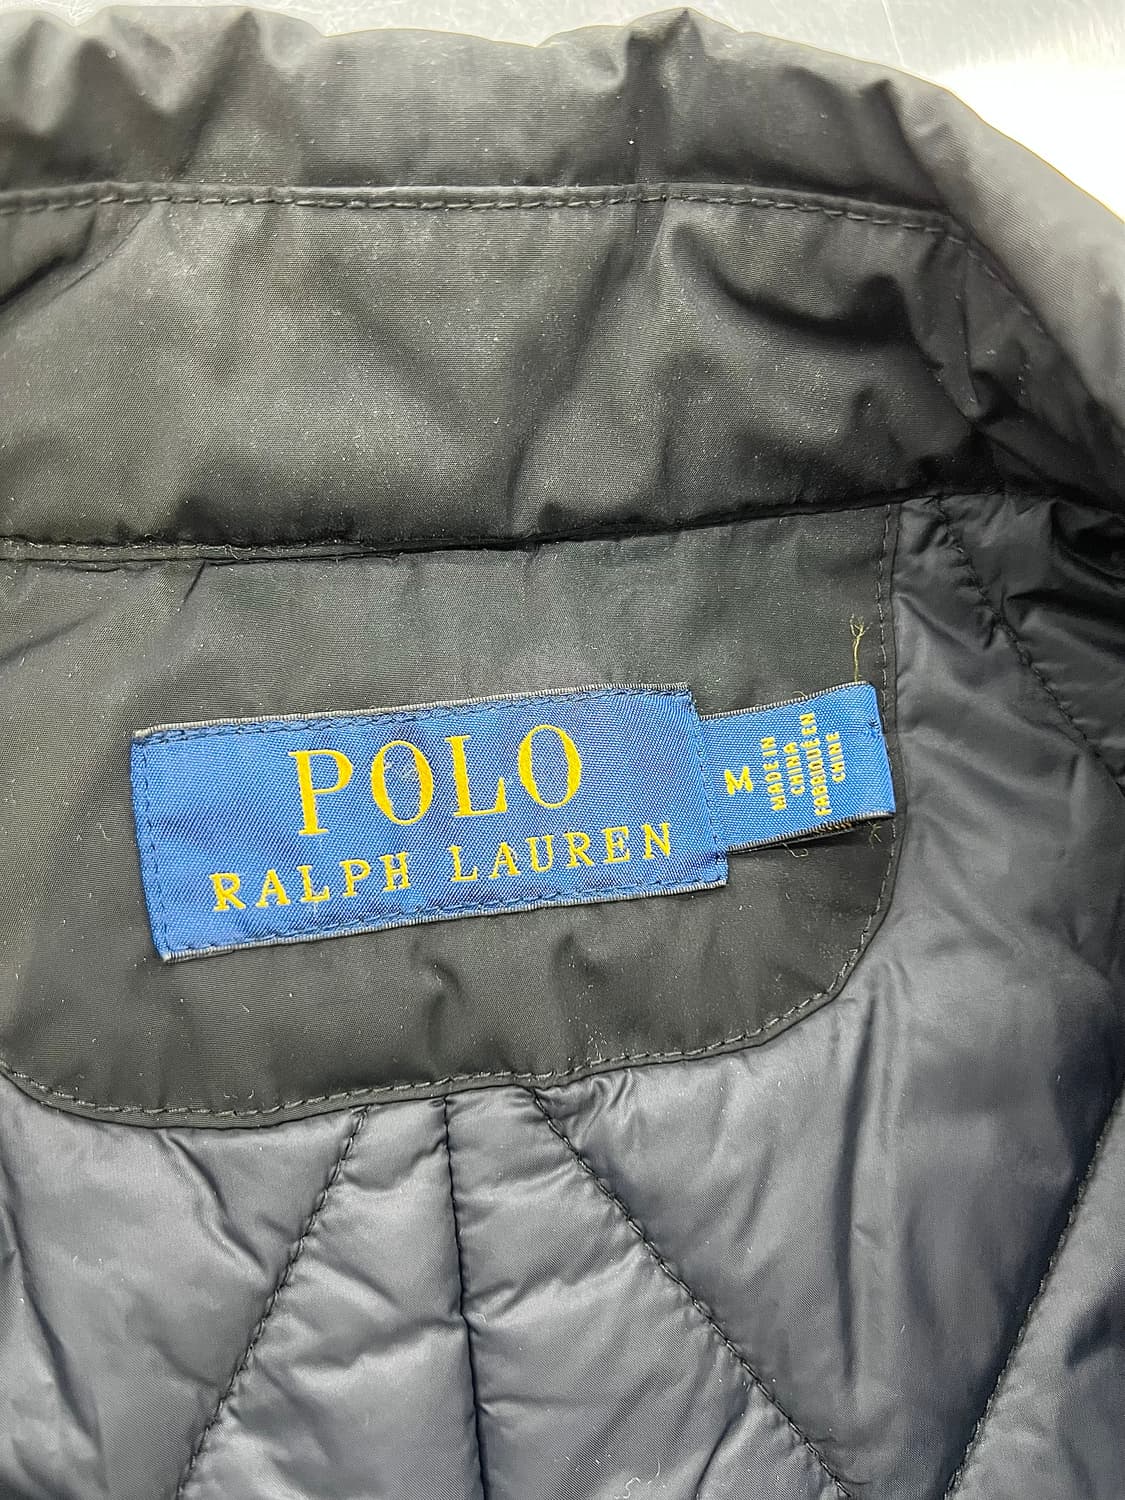 POLO
RALPH LAUREN
M
MADE IN
CHINA
FABRIQUÉ EN
CHINE